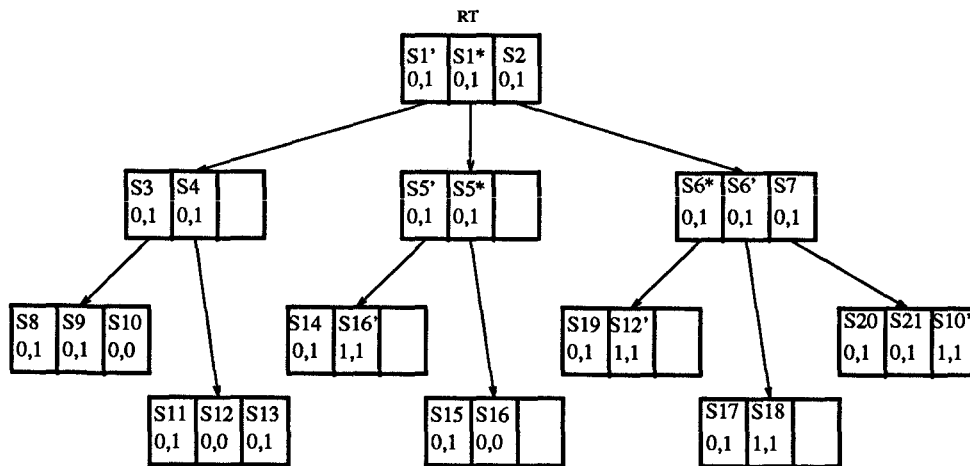 RT
S1' S1* S2
0,1 0,1 0,1
S3 S4 S5' S5* S6* S6' S7
0,1 0,1 0,1 0,1 0,1 0,1 0,1
S8 S9 S10 S14 S16' S19 S12' S20 S21 S10'
0,1 0,1 0,0 0,1 1,1 0,1 1,1 0,1 0,1 1,1
S11 S12 S13 S15 S16 S17 S18
0,1 0,0 0,1 0,1 0,0 0,1 1,1